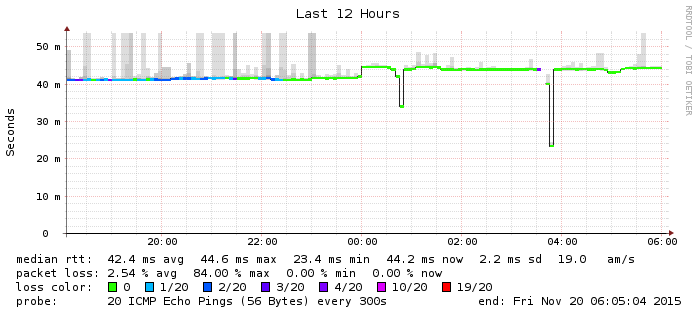 Last 12 Hours
RRDTOOL / TOBI OETIKER
Seconds
50 m
40 m
30 m
20 m
10 m
0
20:00 22:00 00:00 02:00 04:00 06:00
median rtt: 42.4 ms avg 44.6 ms max 23.4 ms min 44.2 ms now 2.2 ms sd 19.0 am/s
packet loss: 2.54 % avg 84.00 % max 0.00 % min 0.00 % now
loss color: 0 1/20 2/20 3/20 4/20 10/20 19/20
probe: 20 ICMP Echo Pings (56 Bytes) every 300s end: Fri Nov 20 06:05:04 2015